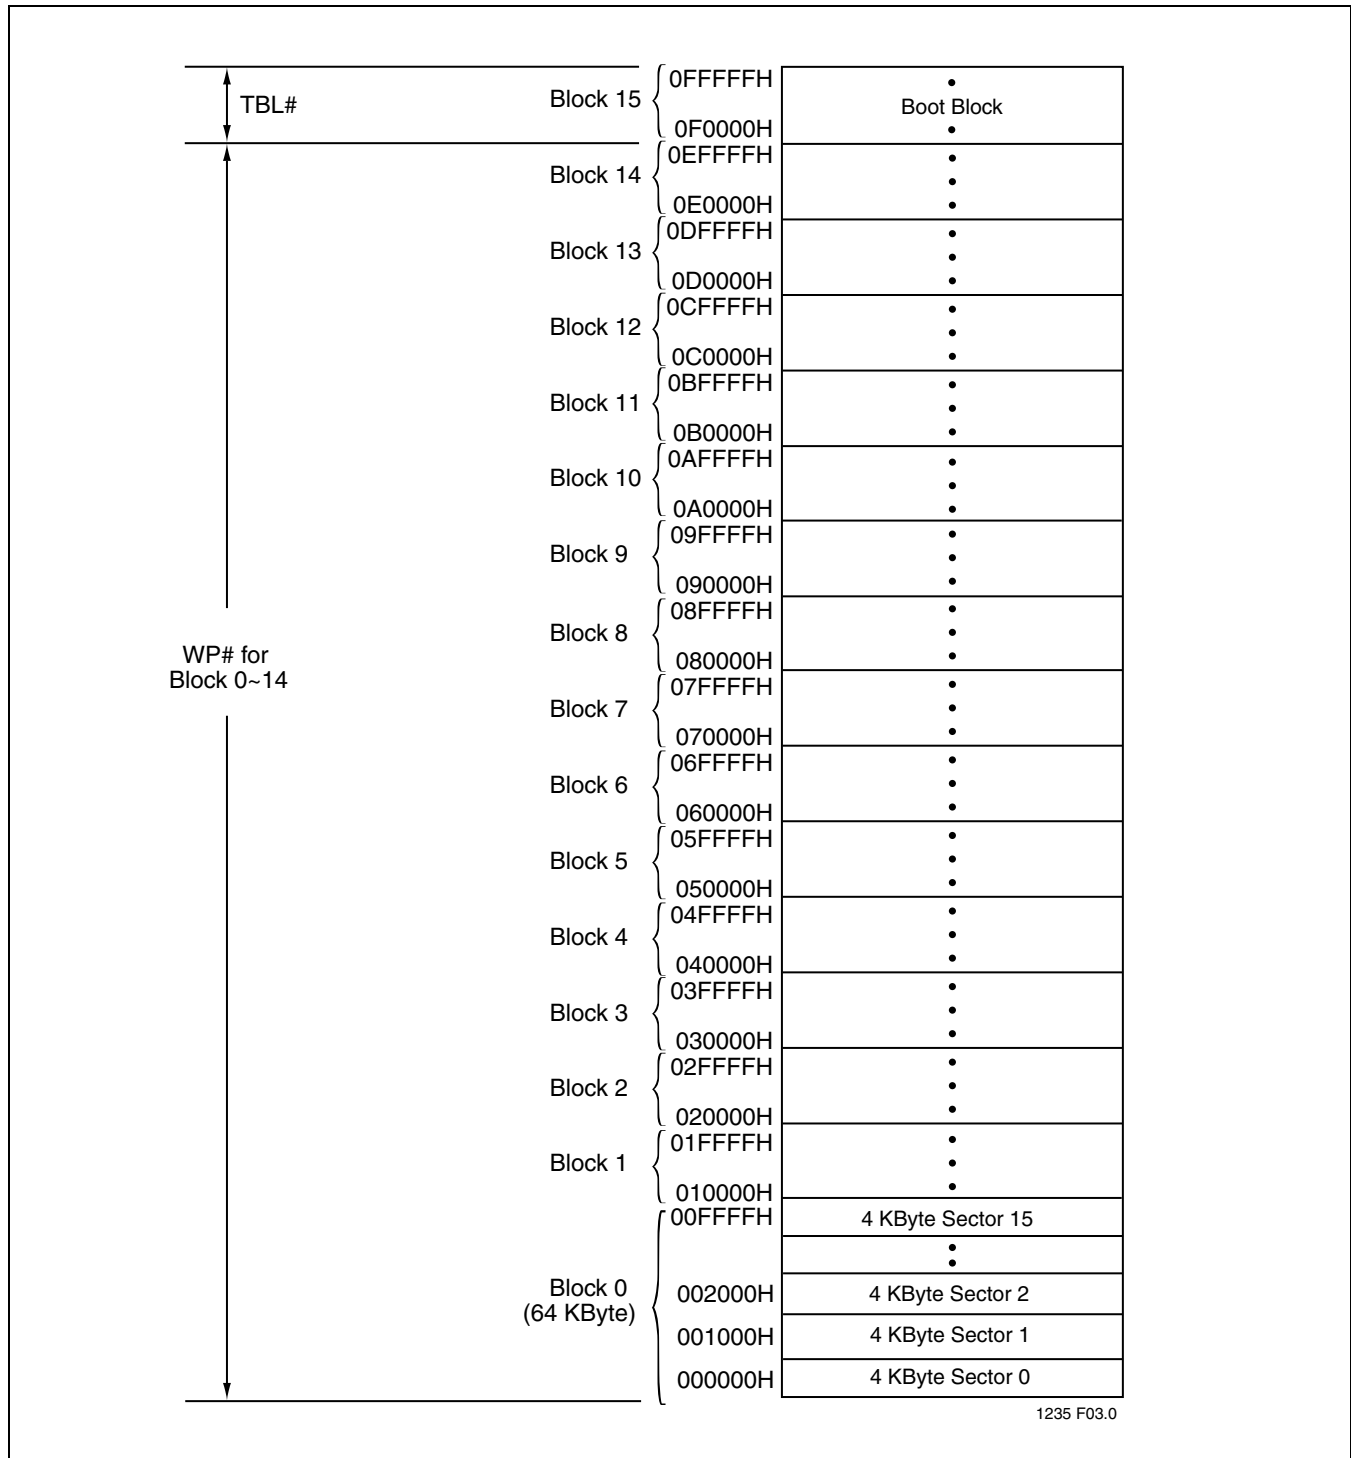 TBL#
Block 15
0FFFFFH
Boot Block
0F0000H
Block 14
0EFFFFH
0E0000H
Block 13
0DFFFFH
0D0000H
Block 12
0CFFFFH
0C0000H
Block 11
0BFFFFH
0B0000H
Block 10
0AFFFFH
0A0000H
Block 9
09FFFFH
090000H
Block 8
08FFFFH
080000H
WP# for
Block 0~14
Block 7
07FFFFH
070000H
Block 6
06FFFFH
060000H
Block 5
05FFFFH
050000H
Block 4
04FFFFH
040000H
Block 3
03FFFFH
030000H
Block 2
02FFFFH
020000H
Block 1
01FFFFH
010000H
00FFFFH
4 KByte Sector 15
Block 0
(64 KByte)
002000H
4 KByte Sector 2
001000H
4 KByte Sector 1
000000H
4 KByte Sector 0
1235 F03.0